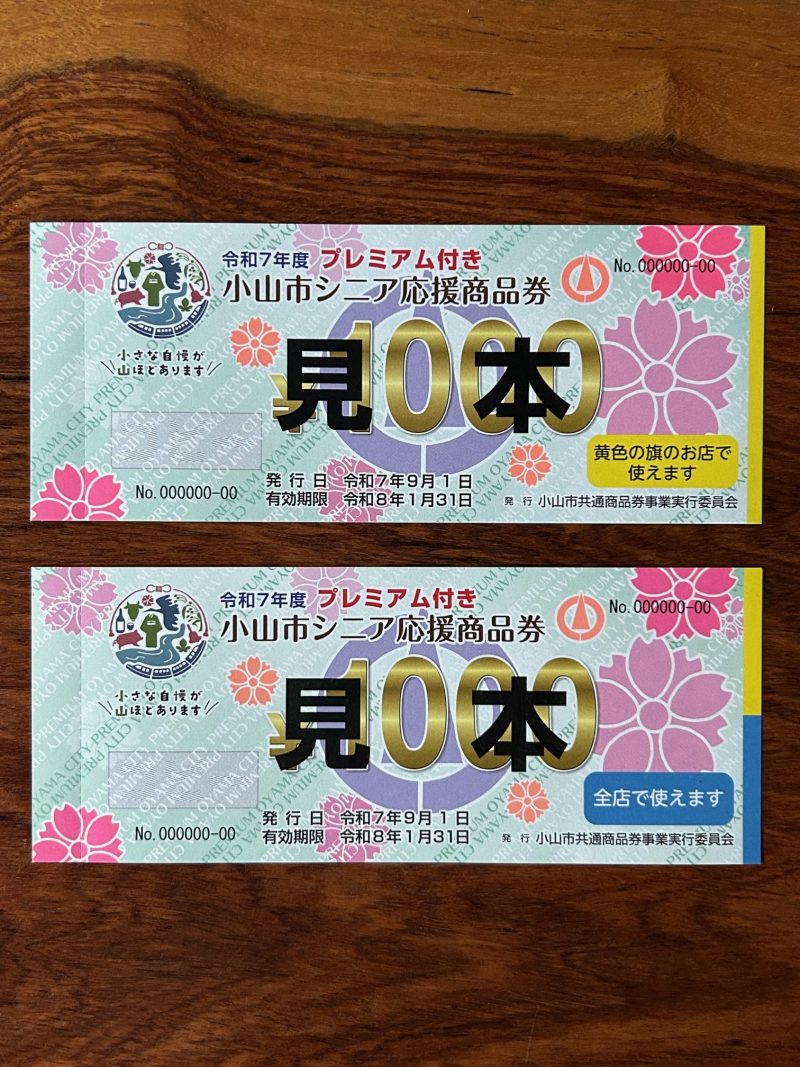 令和7年度 プレミアム付き
小山市シニア応援商品券
No. 000000-00
小さな自慢が
山ほどあります
¥1000
見本
黄色の旗のお店で
使えます
No. 000000-00
発行日 令和7年9月1日
有効期限 令和8年1月31日
発行 小山市共通商品券事業実行委員会
令和7年度 プレミアム付き
小山市シニア応援商品券
No. 000000-00
小さな自慢が
山ほどあります
¥1000
見本
全店で使えます
No. 000000-00
発行日 令和7年9月1日
有効期限 令和8年1月31日
発行 小山市共通商品券事業実行委員会